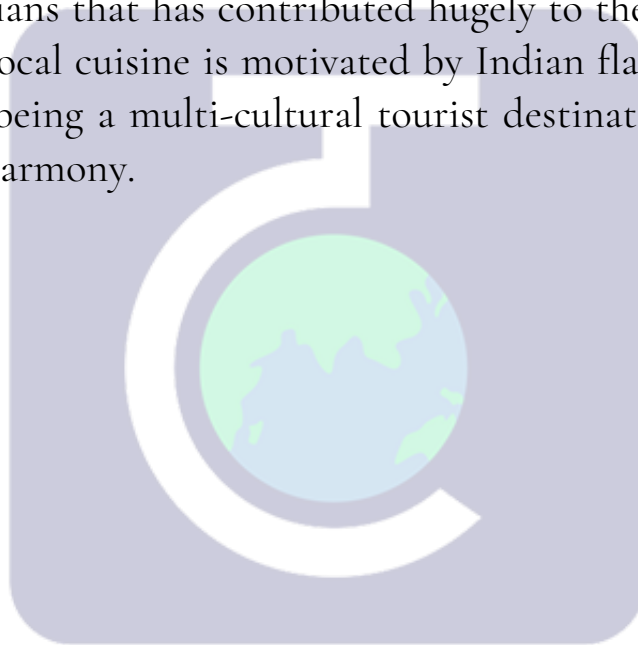 ians that has contributed hugely to the
ocal cuisine is motivated by Indian fla
being a multi-cultural tourist destinat
armony.